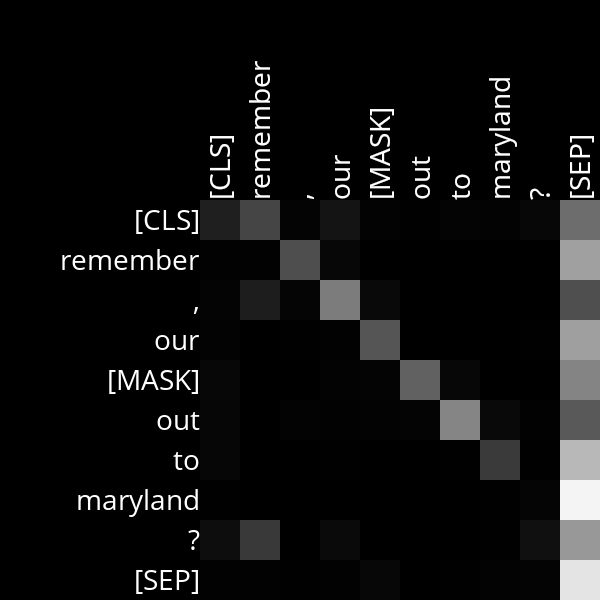 [CLS]
remember
,
our
[MASK]
out
to
maryland
?
[SEP]
[CLS]
remember
,
our
[MASK]
out
to
maryland
?
[SEP]